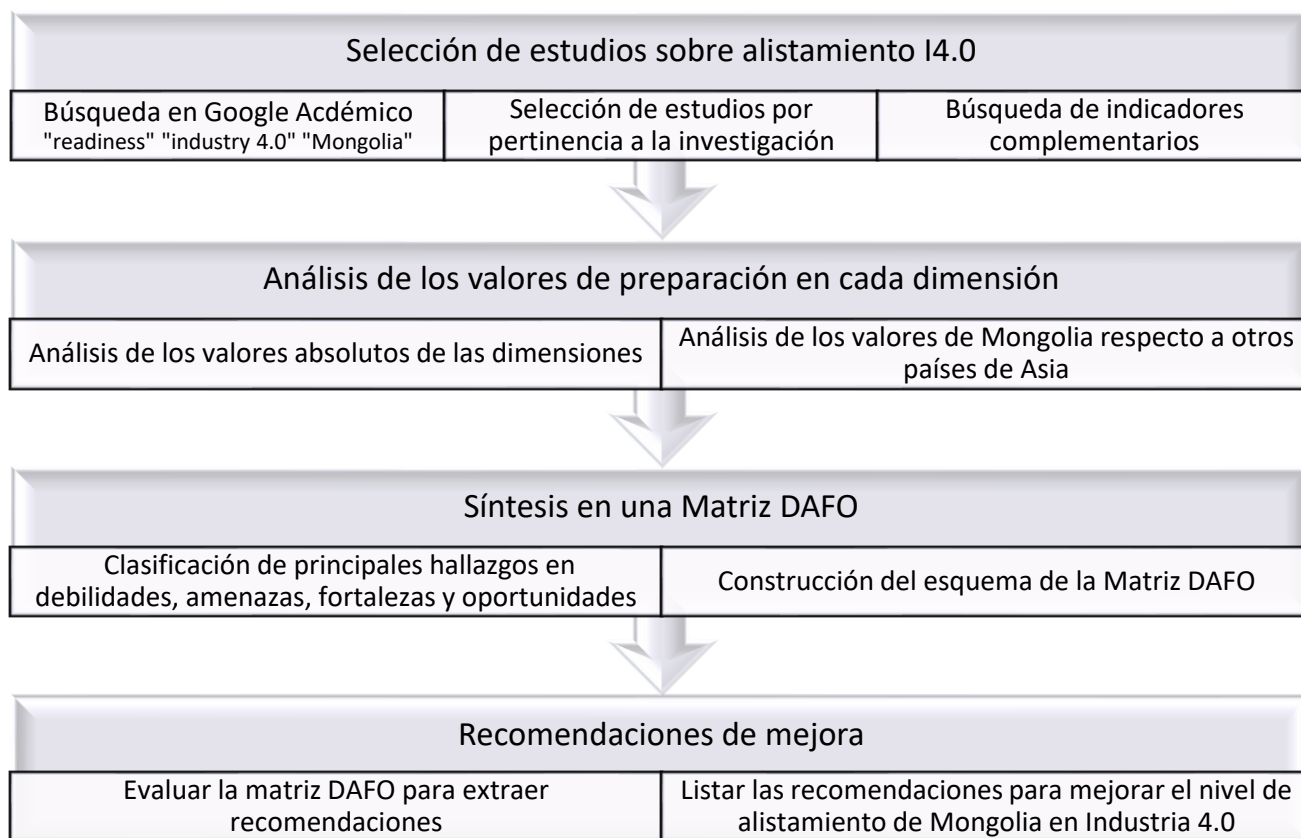 Selección de estudios sobre alistamiento I4.0
Búsqueda en Google Acdémico
"readiness" "industry 4.0" "Mongolia"
Selección de estudios por
pertinencia a la investigación
Búsqueda de indicadores
complementarios
Análisis de los valores de preparación en cada dimensión
Análisis de los valores absolutos de las dimensiones
Análisis de los valores de Mongolia respecto a otros
países de Asia
Síntesis en una Matriz DAFO
Clasificación de principales hallazgos en
debilidades, amenazas, fortalezas y oportunidades
Construcción del esquema de la Matriz DAFO
Recomendaciones de mejora
Evaluar la matriz DAFO para extraer
recomendaciones
Listar las recomendaciones para mejorar el nivel de
alistamiento de Mongolia en Industria 4.0